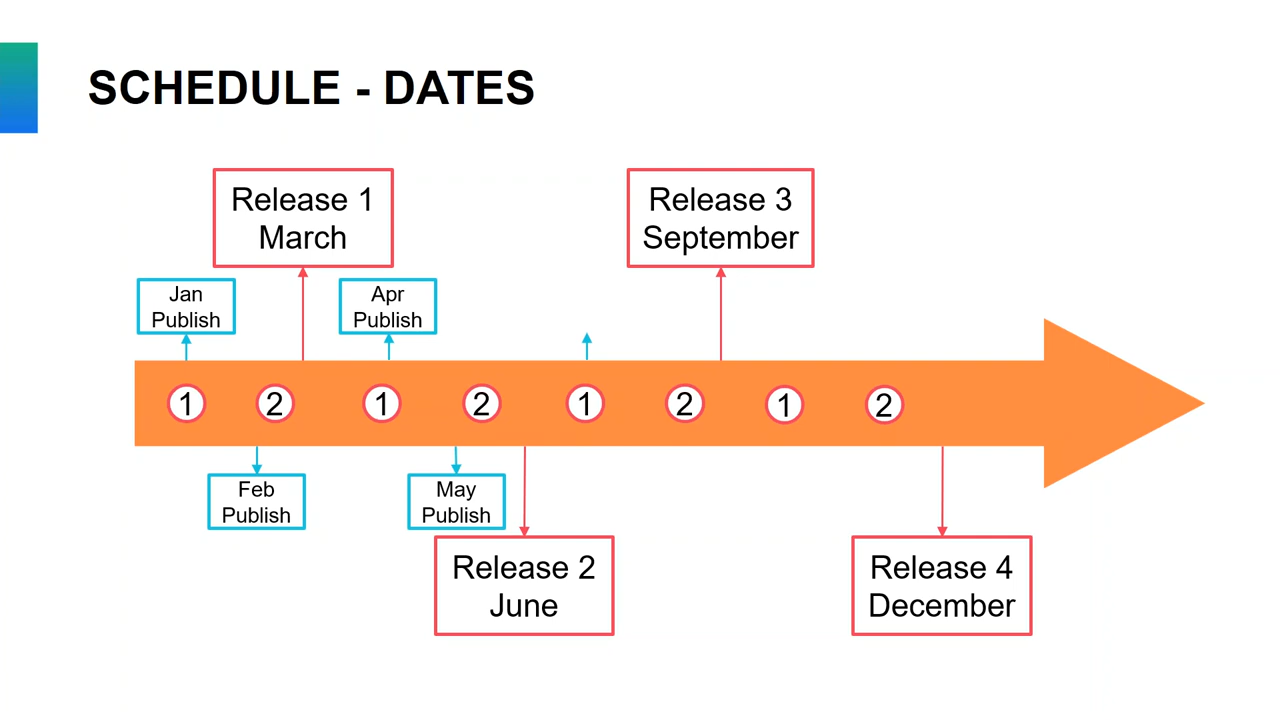 SCHEDULE - DATES
Release 1
March
Release 3
September
Jan
Publish
Apr
Publish
1
2
1
2
1
2
1
2
Feb
Publish
May
Publish
Release 2
June
Release 4
December